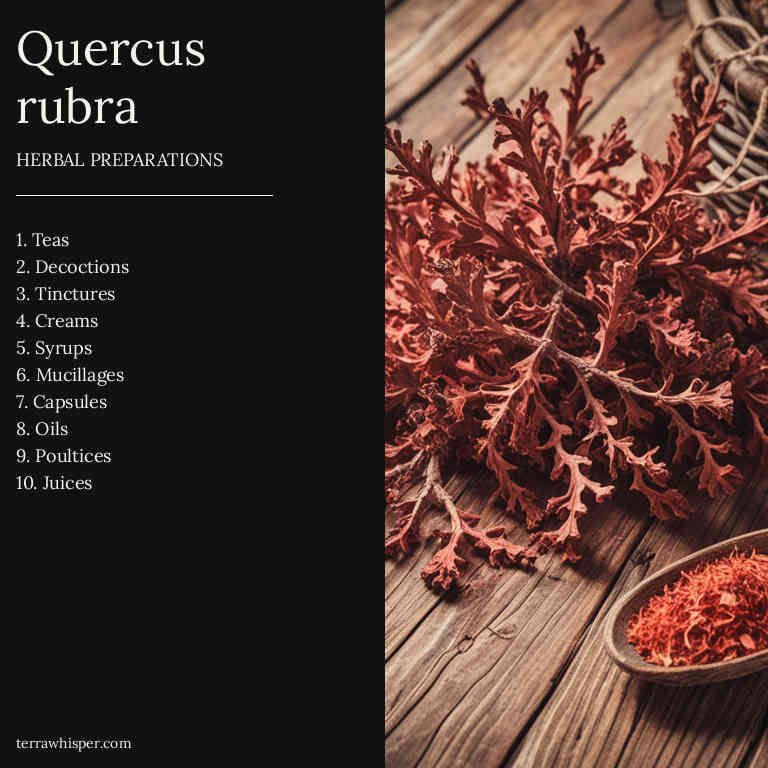 Quercus
rubra
HERBAL PREPARATIONS
1. Teas
2. Decoctions
3. Tinctures
4. Creams
5. Syrups
6. Mucillages
7. Capsules
8. Oils
9. Poultices
10. Juices
terrawhisper.com